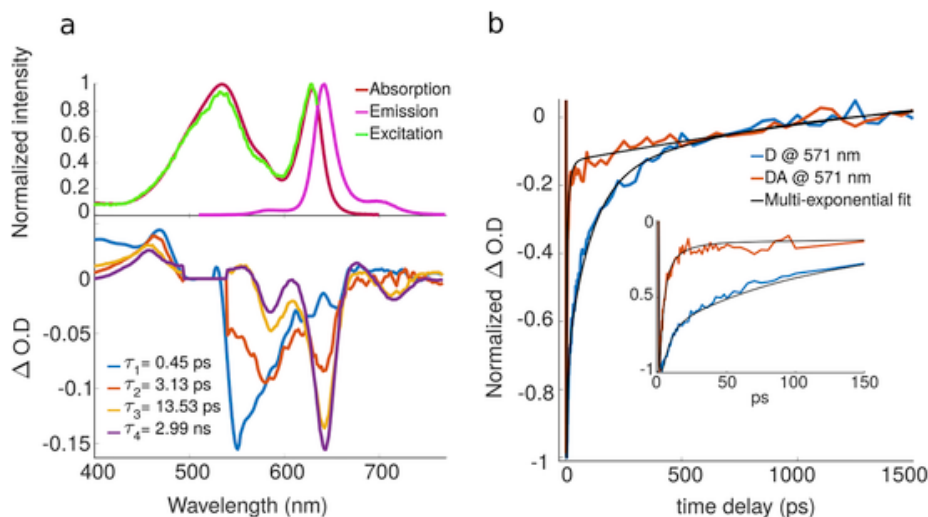 a
Normalized intensity
1
0.8
0.6
0.4
0.2
0
Absorption
Emission
Excitation
Δ O.D
0
-0.05
-0.1
-0.15
τ1= 0.45 ps
τ2= 3.13 ps
τ3= 13.53 ps
τ4= 2.99 ns
400 500 600 700
Wavelength (nm)
b
Normalized Δ O.D
0
-0.2
-0.4
-0.6
-0.8
-1
D @ 571 nm
DA @ 571 nm
Multi-exponential fit
0
0.5
-1
0 50 100 150
ps
0 500 1000 1500
time delay (ps)